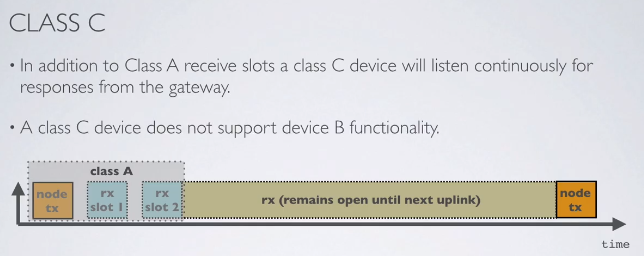 CLASS C
• In addition to Class A receive slots a class C device will listen continuously for
responses from the gateway.
• A class C device does not support device B functionality.
class A
node
tx
rx
slot 1
rx
slot 2
rx (remains open until next uplink)
node
tx
time